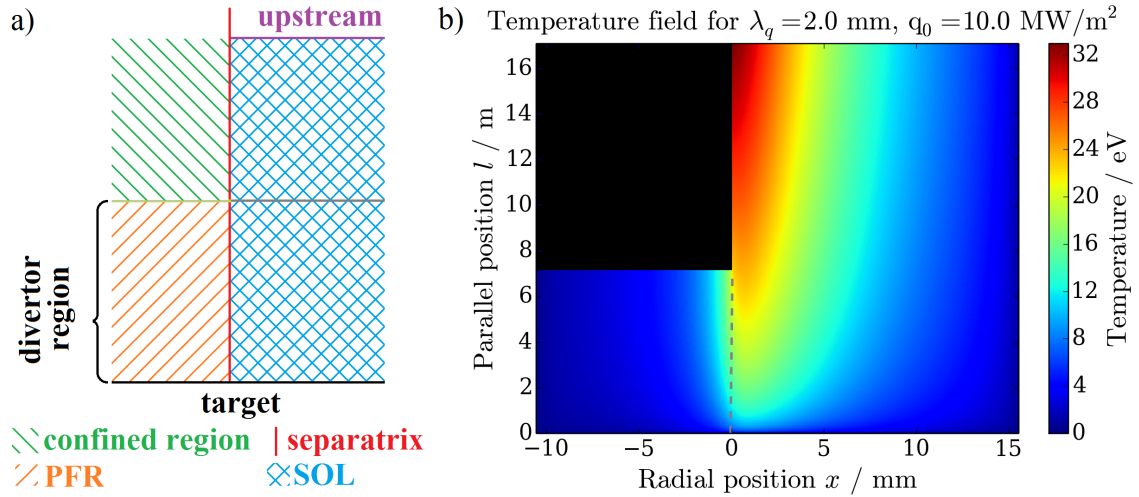 a)
upstream
divertor
region
target
confined region
separatrix
PFR
SOL
b)
Temperature field for λq =2.0 mm, q0 =10.0 MW/m²
16
14
12
10
8
6
4
2
0
Parallel position l / m
−10
−5
0
5
10
15
Radial position x / mm
32
28
24
20
16
12
8
4
0
Temperature / eV